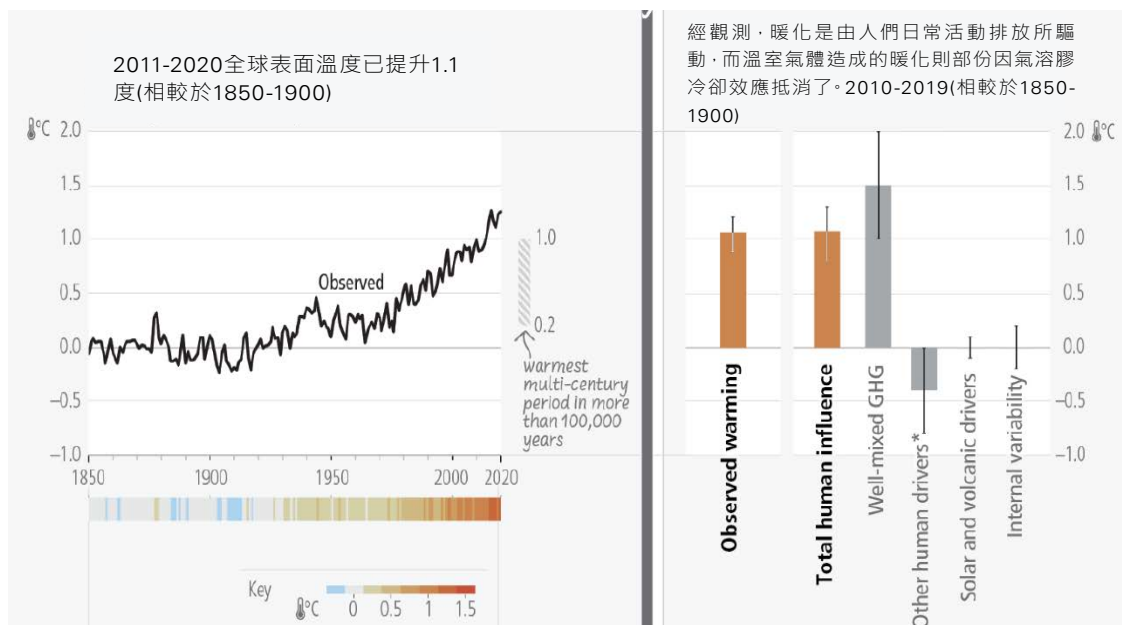 2011-2020全球表面溫度已提升1.1
度(相較於1850-1900)
°C 2.0
1.5
1.0
0.5
0.0
−0.5
−1.0
Observed
1.0
0.2
warmest
multi-century
period in more
than 100,000
years
1850
1900
1950
2000
2020
Key
°C 0 0.5 1 1.5
經觀測，暖化是由人們日常活動排放所驅
動，而溫室氣體造成的暖化則部份因氣溶膠
冷卻效應抵消了。2010-2019(相較於1850-
1900)
2.0 °C
1.5
1.0
0.5
0.0
−0.5
−1.0
Observed warming
Total human influence
Well-mixed GHG
Other human drivers*
Solar and volcanic drivers
Internal variability